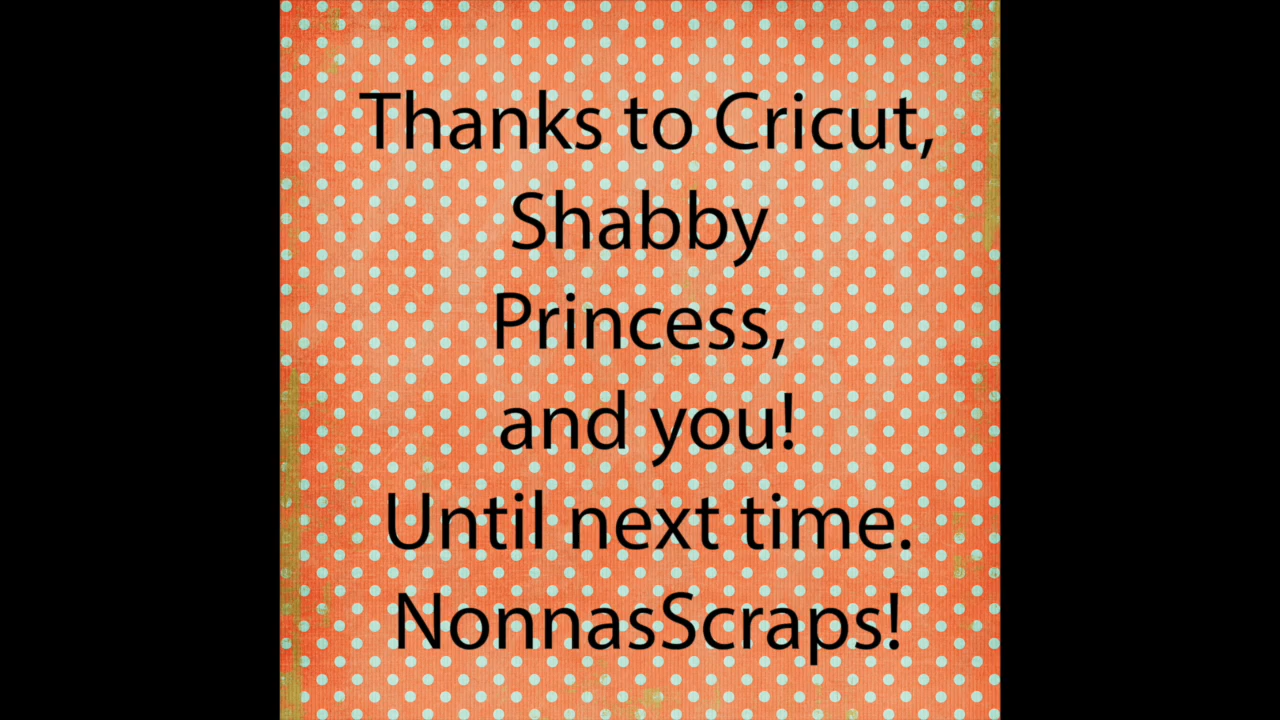 Thanks to Cricut,
Shabby
Princess,
and you!
Until next time.
NonnasScraps!